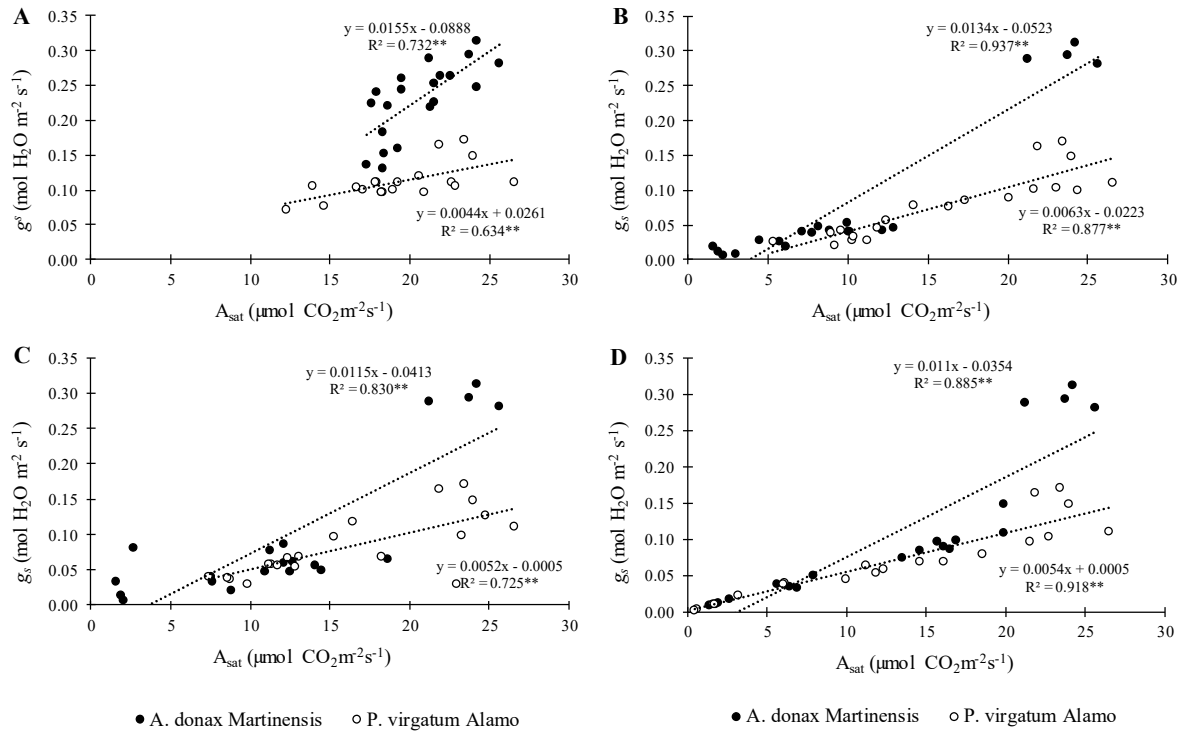 A
0.35
0.30
0.25
0.20
0.15
0.10
0.05
0.00
gs (mol H2O m-2 s-1)
y = 0.0155x - 0.0888
R² = 0.732**
y = 0.0044x + 0.0261
R² = 0.634**
0 5 10 15 20 25 30
Asat (µmol CO2m-2s-1)
B
0.35
0.30
0.25
0.20
0.15
0.10
0.05
0.00
gs (mol H2O m-2 s-1)
y = 0.0134x - 0.0523
R² = 0.937**
y = 0.0063x - 0.0223
R² = 0.877**
0 5 10 15 20 25 30
Asat (µmol CO2m-2s-1)
C
0.35
0.30
0.25
0.20
0.15
0.10
0.05
0.00
gs (mol H2O m-2 s-1)
y = 0.0115x - 0.0413
R² = 0.830**
y = 0.0052x - 0.0005
R² = 0.725**
0 5 10 15 20 25 30
Asat (µmol CO2m-2s-1)
D
0.35
0.30
0.25
0.20
0.15
0.10
0.05
0.00
gs (mol H2O m-2 s-1)
y = 0.011x - 0.0354
R² = 0.885**
y = 0.0054x + 0.0005
R² = 0.918**
0 5 10 15 20 25 30
Asat (µmol CO2m-2s-1)
A. donax Martinensis P. virgatum Alamo
A. donax Martinensis P. virgatum Alamo